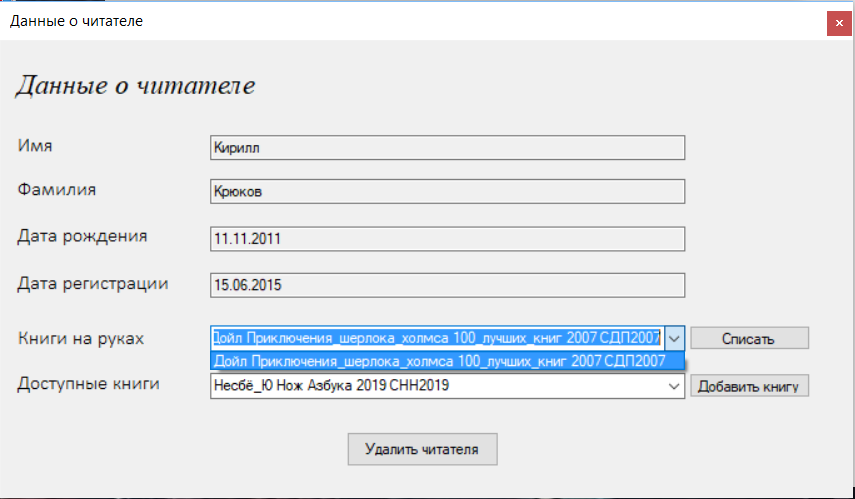 Данные о читателе
Данные о читателе
Имя Кирилл
Фамилия Крюков
Дата рождения 11.11.2011
Дата регистрации 15.06.2015
Книги на руках Дойл Приключения_шерлока_холмса 100_лучших_книг 2007 СДП2007 Списать
Дойл Приключения_шерлока_холмса 100_лучших_книг 2007 СДП2007
Доступные книги Несбё_Ю Нож Азбука 2019 СНН2019 Добавить книгу
Удалить читателя